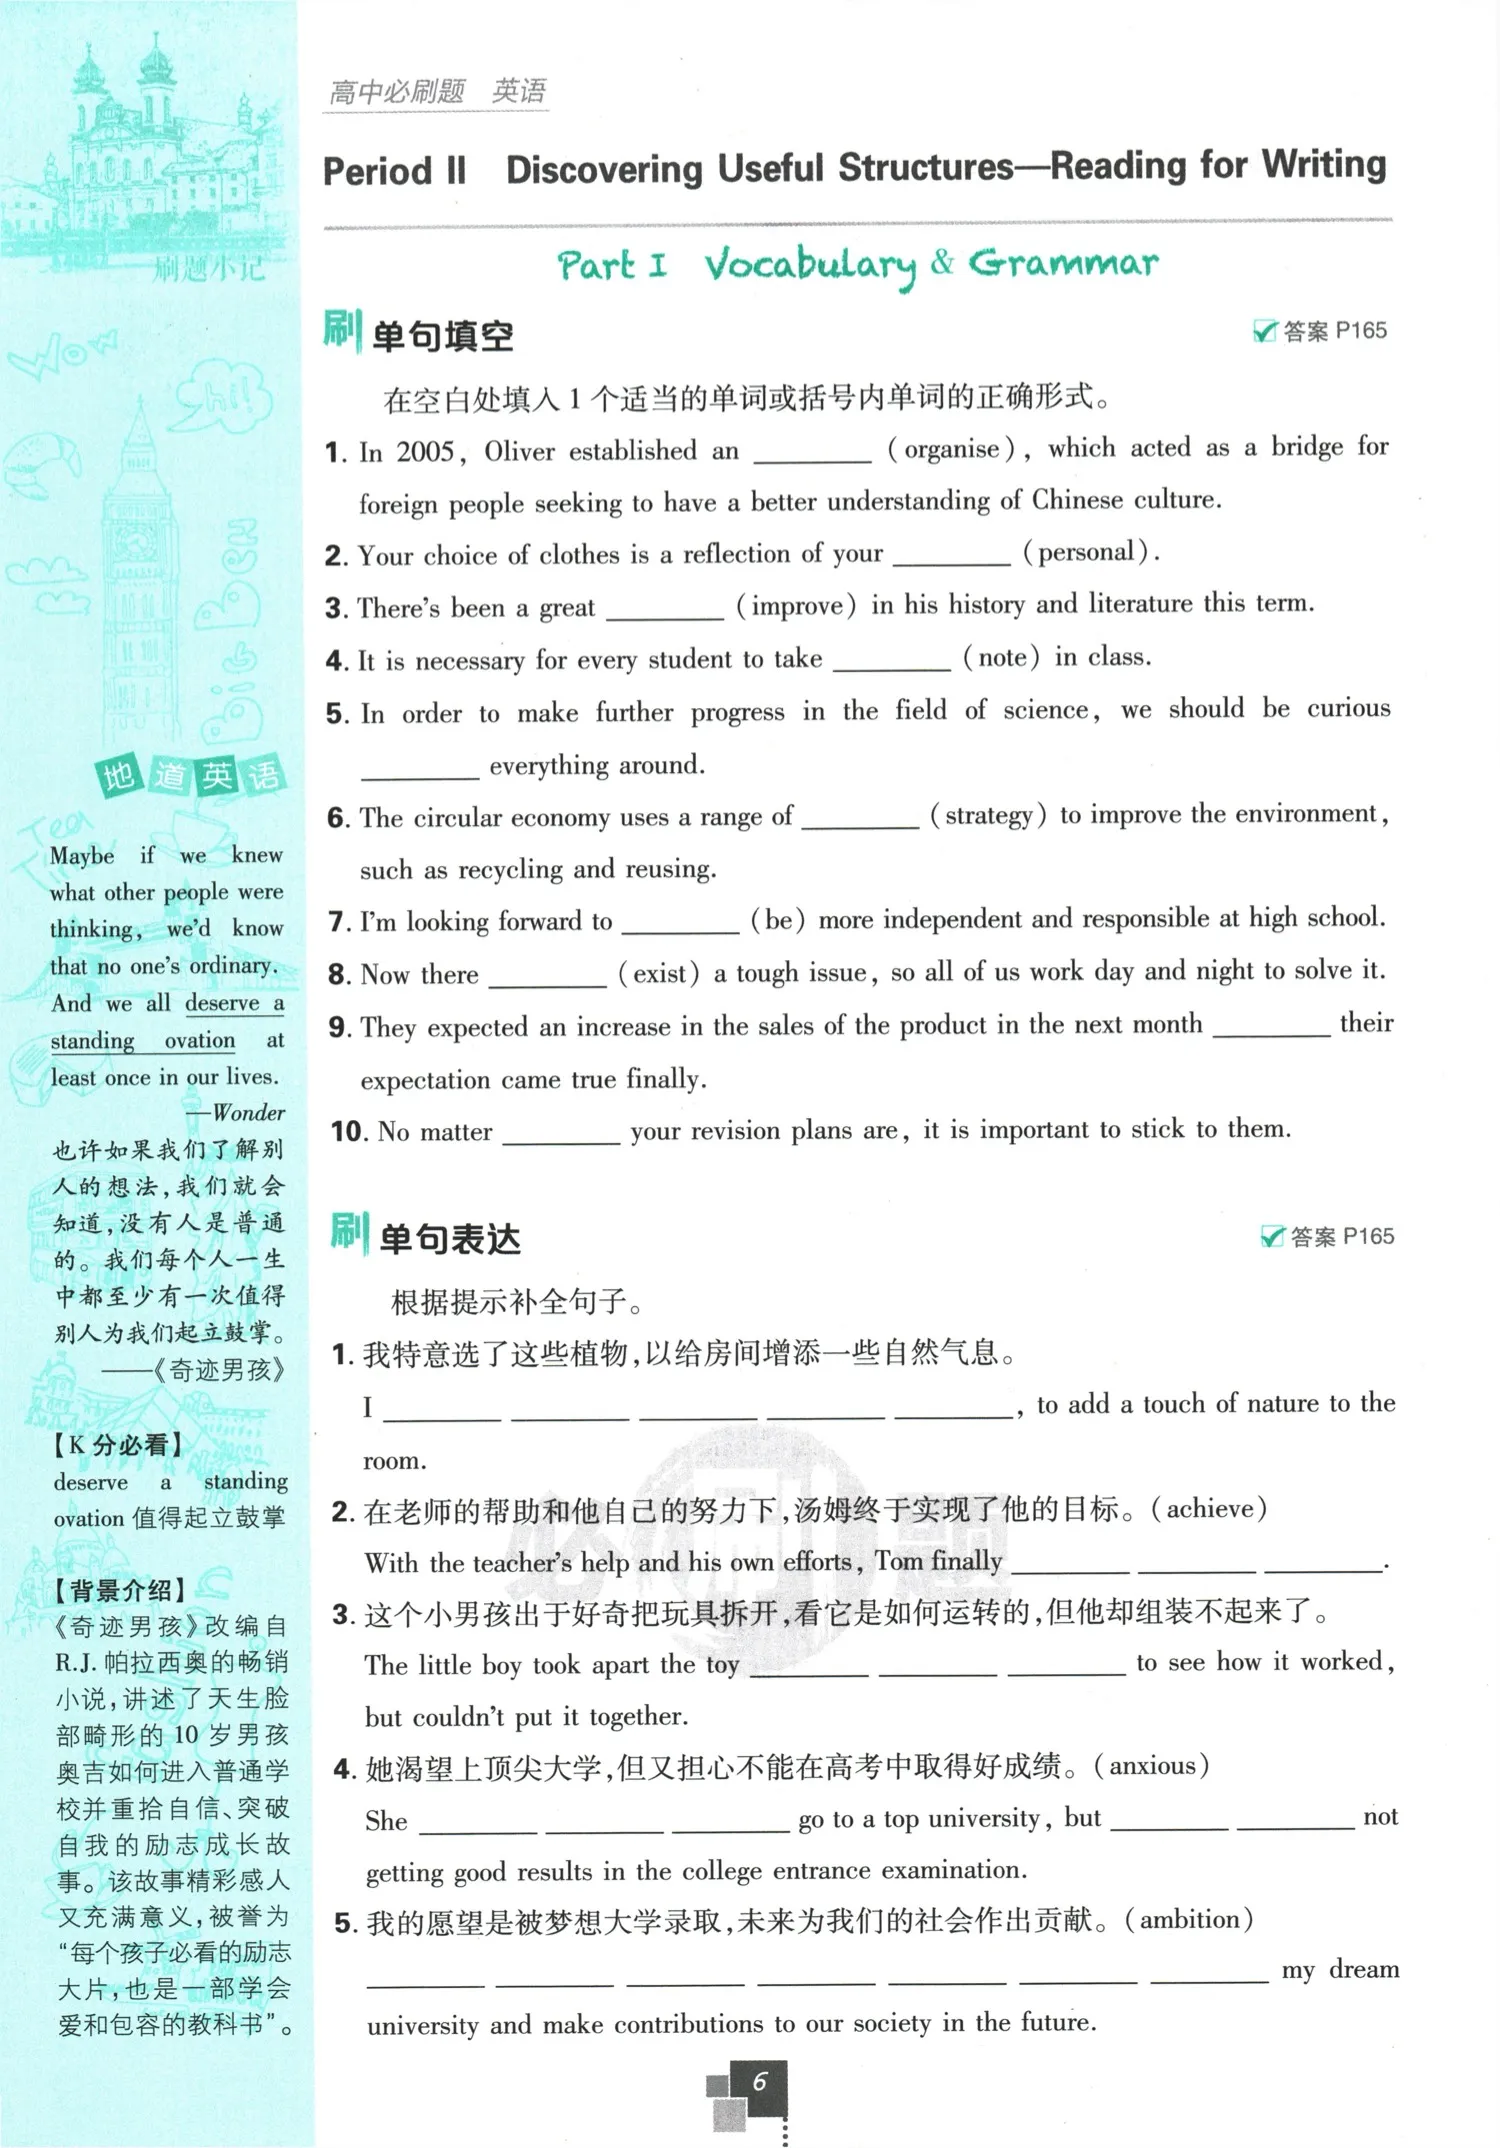 高中必刷题 英语
Period II Discovering Useful Structures—Reading for Writing
Part I Vocabulary & Grammar
刷 单句填空
答案 P165
在空白处填入 1 个适当的单词或括号内单词的正确形式。
1. In 2005, Oliver established an ________ (organise), which acted as a bridge for
foreign people seeking to have a better understanding of Chinese culture.
2. Your choice of clothes is a reflection of your ________ (personal).
3. There's been a great ________ (improve) in his history and literature this term.
4. It is necessary for every student to take ________ (note) in class.
5. In order to make further progress in the field of science, we should be curious
________ everything around.
6. The circular economy uses a range of ________ (strategy) to improve the environment,
such as recycling and reusing.
7. I'm looking forward to ________ (be) more independent and responsible at high school.
8. Now there ________ (exist) a tough issue, so all of us work day and night to solve it.
9. They expected an increase in the sales of the product in the next month ________ their
expectation came true finally.
10. No matter ________ your revision plans are, it is important to stick to them.
刷 单句表达
答案 P165
根据提示补全句子。
1. 我特意选了这些植物,以给房间增添一些自然气息。
I ________ ________ ________ ________ ________, to add a touch of nature to the
room.
2. 在老师的帮助和他自己的努力下,汤姆终于实现了他的目标。(achieve)
With the teacher's help and his own efforts, Tom finally ________ ________ ________.
3. 这个小男孩出于好奇把玩具拆开,看它是如何运转的,但他却组装不起来了。
The little boy took apart the toy ________ ________ ________ to see how it worked,
but couldn't put it together.
4. 她渴望上顶尖大学,但又担心不能在高考中取得好成绩。(anxious)
She ________ ________ ________ go to a top university, but ________ ________ not
getting good results in the college entrance examination.
5. 我的愿望是被梦想大学录取,未来为我们的社会作出贡献。(ambition)
________ ________ ________ ________ ________ ________ ________ my dream
university and make contributions to our society in the future.
必刷题
刷题小记
Wow
hi!
Big Ben
地道英语
Tea
Maybe if we knew
what other people were
thinking, we'd know
that no one's ordinary.
And we all deserve a
standing ovation at
least once in our lives.
—Wonder
也许如果我们了解别
人的想法,我们就会
知道,没有人是普通
的。我们每个人一生
中都至少有一次值得
别人为我们起立鼓掌。
——《奇迹男孩》
【K 分必看】
deserve a standing
ovation 值得起立鼓掌
【背景介绍】
《奇迹男孩》改编自
R.J. 帕拉西奥的畅销
小说,讲述了天生脸
部畸形的 10 岁男孩
奥吉如何进入普通学
校并重拾自信、突破
自我的励志成长故
事。该故事精彩感人
又充满意义,被誉为
“每个孩子必看的励志
大片,也是一部学会
爱和包容的教科书”。
6